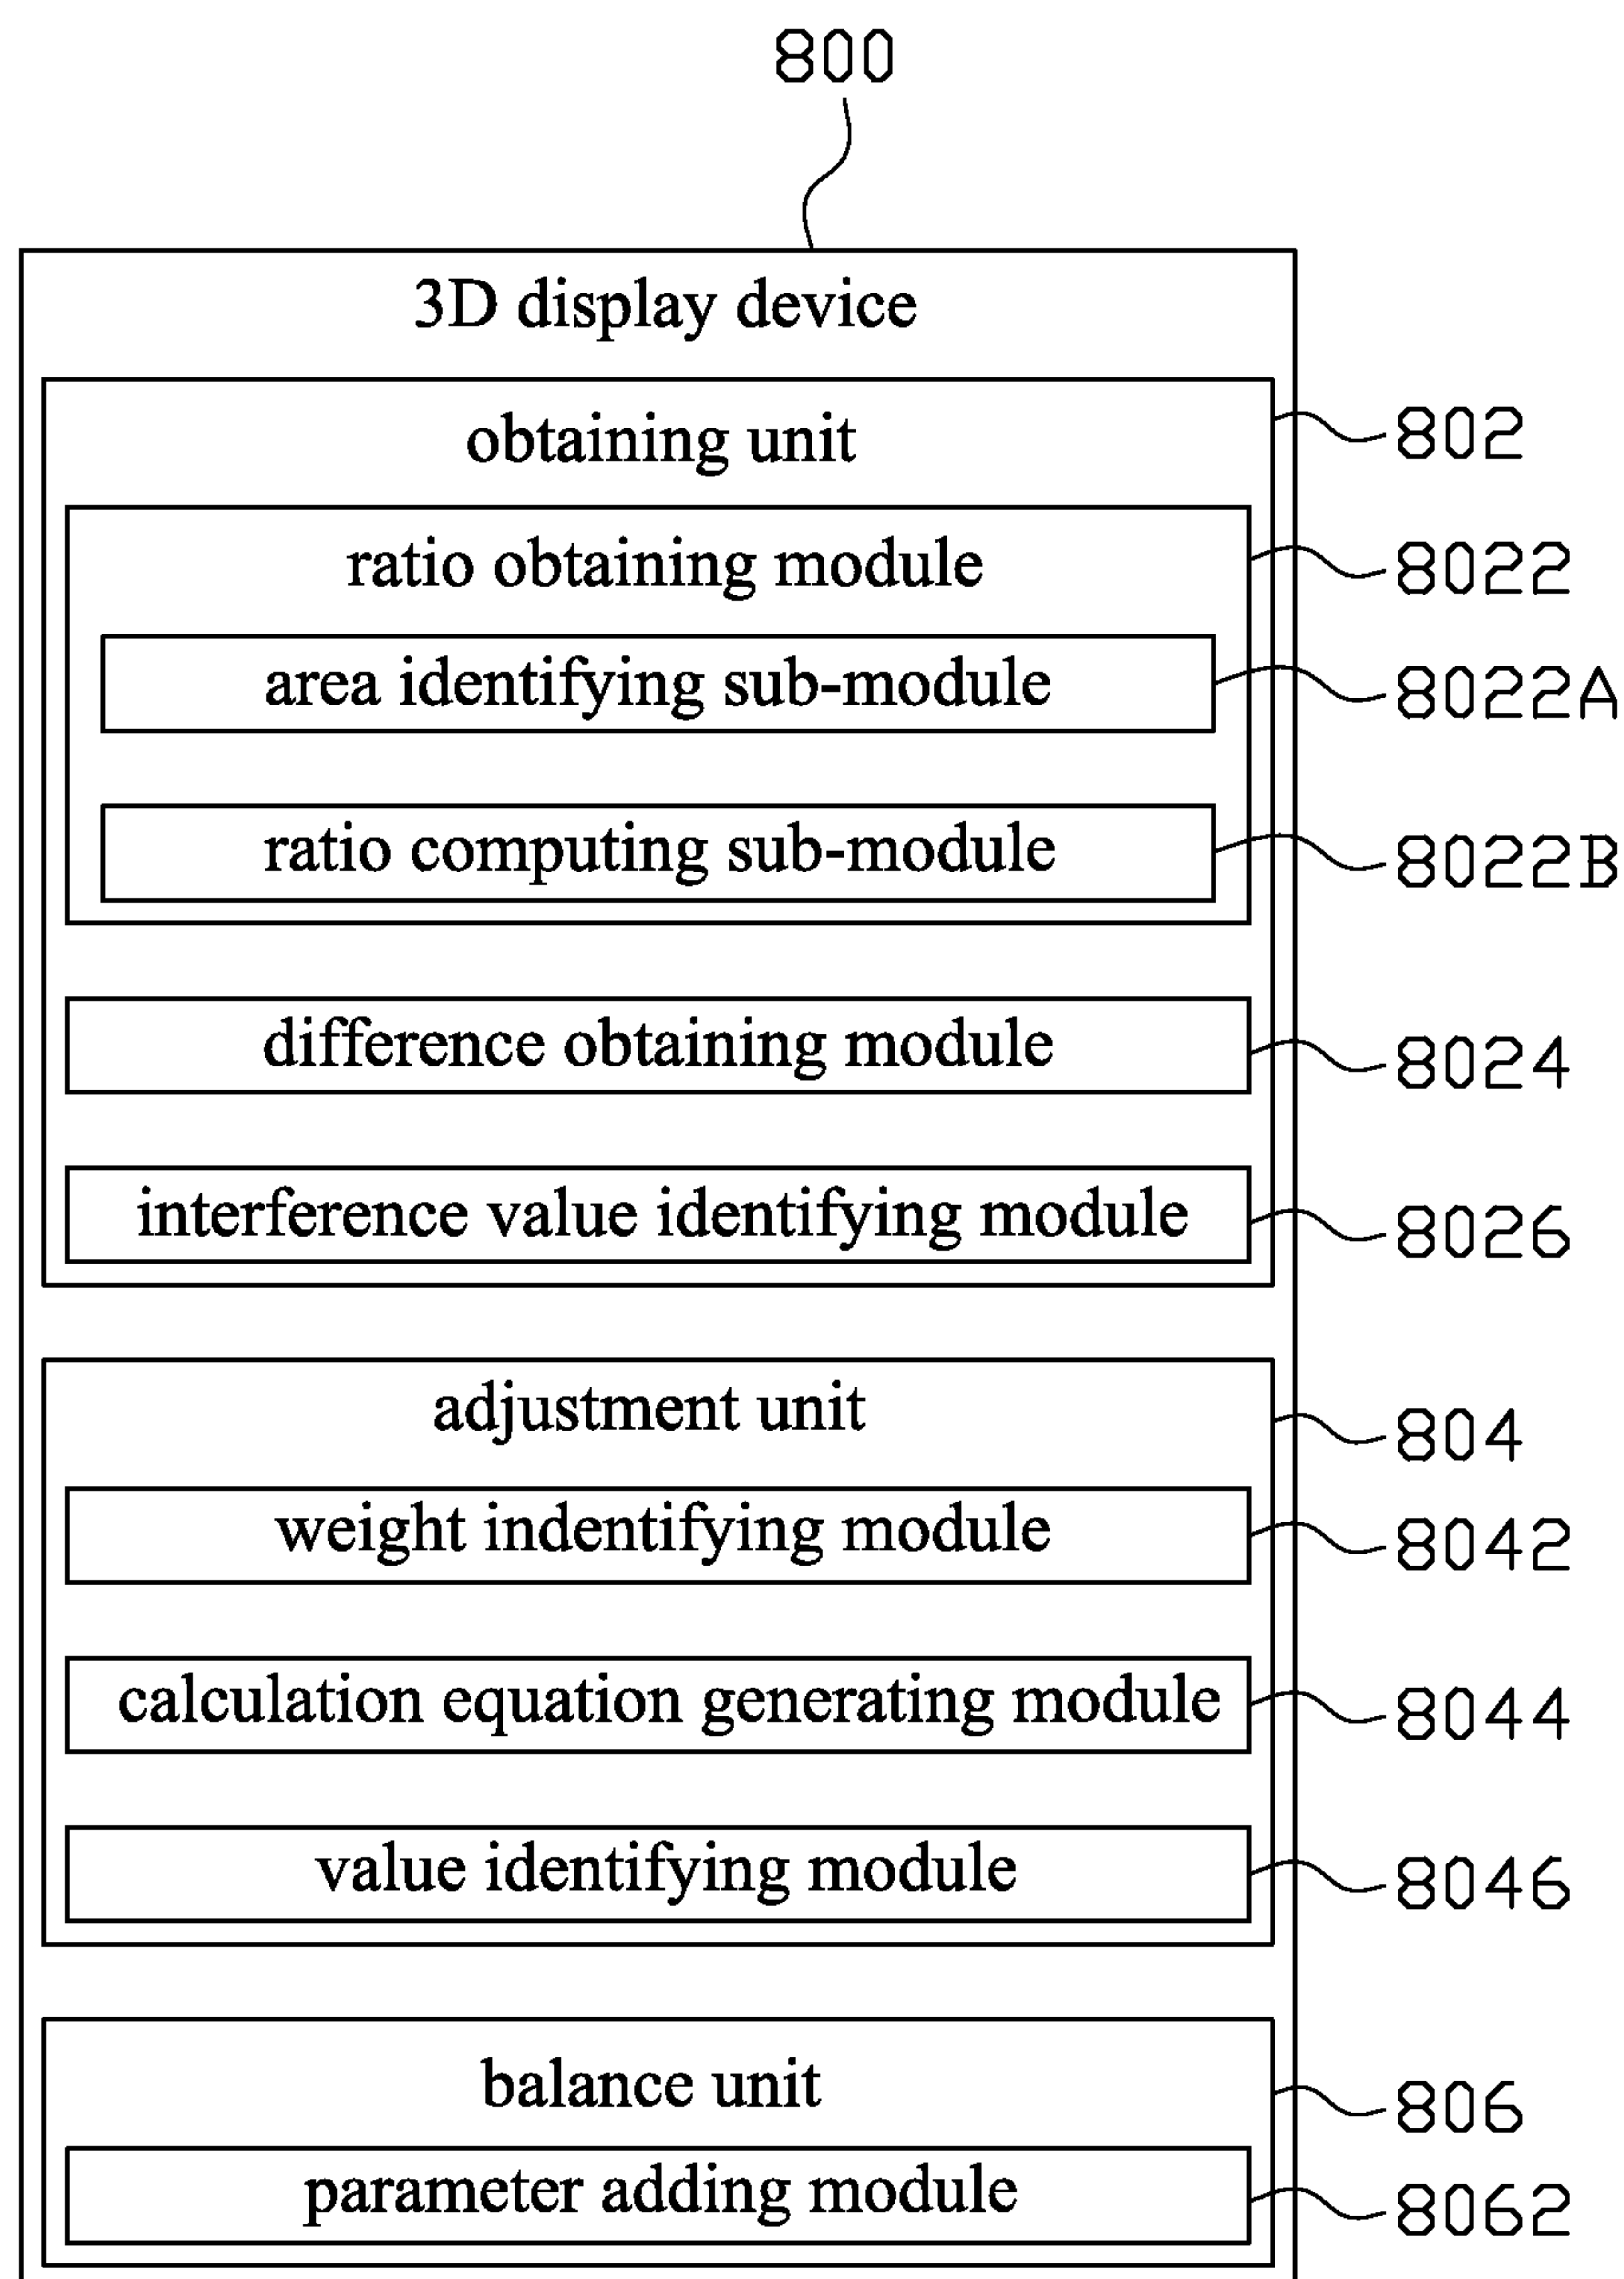 800
3D display device
obtaining unit
802
ratio obtaining module
8022
area identifying sub-module
8022A
ratio computing sub-module
8022B
difference obtaining module
8024
interference value identifying module
8026
adjustment unit
804
weight indentifying module
8042
calculation equation generating module
8044
value identifying module
8046
balance unit
806
parameter adding module
8062